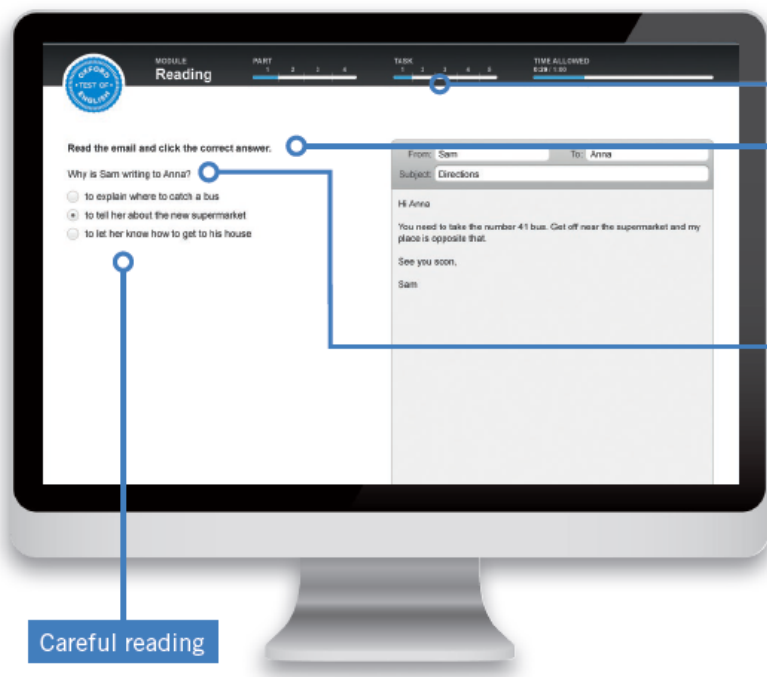 OXFORD
TEST OF
ENGLISH
MODULE
Reading
PART
1 2 3 4
TASK
1 2 3 4 5
TIME ALLOWED
0:28 / 1:00
Read the email and click the correct answer.
Why is Sam writing to Anna?
to explain where to catch a bus
to tell her about the new supermarket
to let her know how to get to his house
From: Sam To: Anna
Subject: Directions
Hi Anna
You need to take the number 41 bus. Get off near the supermarket and my
place is opposite that.
See you soon,
Sam
Careful reading